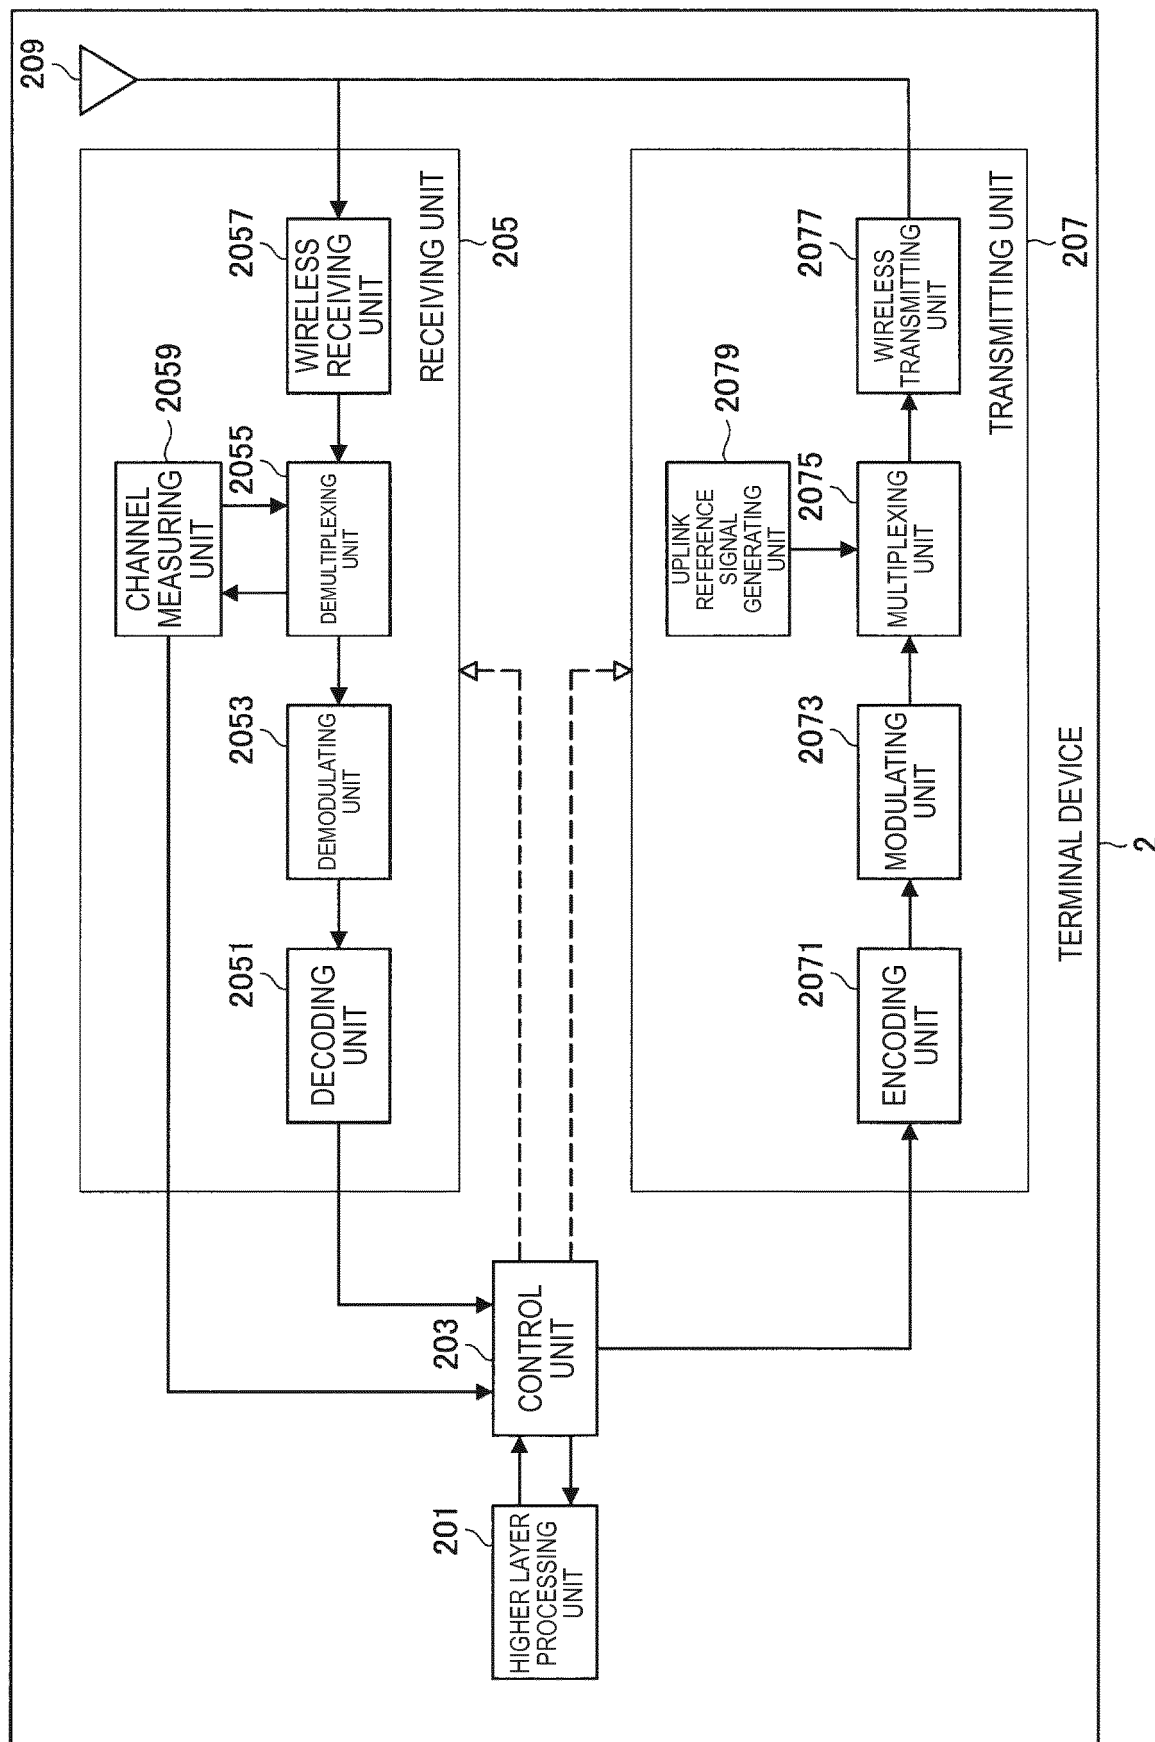 209
2057
WIRELESS
RECEIVING
UNIT
RECEIVING UNIT
205
2059
CHANNEL
MEASURING
UNIT
2055
DEMULTIPLEXING
UNIT
2053
DEMODULATING
UNIT
2051
DECODING
UNIT
203
CONTROL
UNIT
201
HIGHER LAYER
PROCESSING
UNIT
2071
ENCODING
UNIT
2073
MODULATING
UNIT
2075
MULTIPLEXING
UNIT
2079
UPLINK
REFERENCE
SIGNAL
GENERATING
UNIT
2077
WIRELESS
TRANSMITTING
UNIT
TRANSMITTING UNIT
207
TERMINAL DEVICE
2